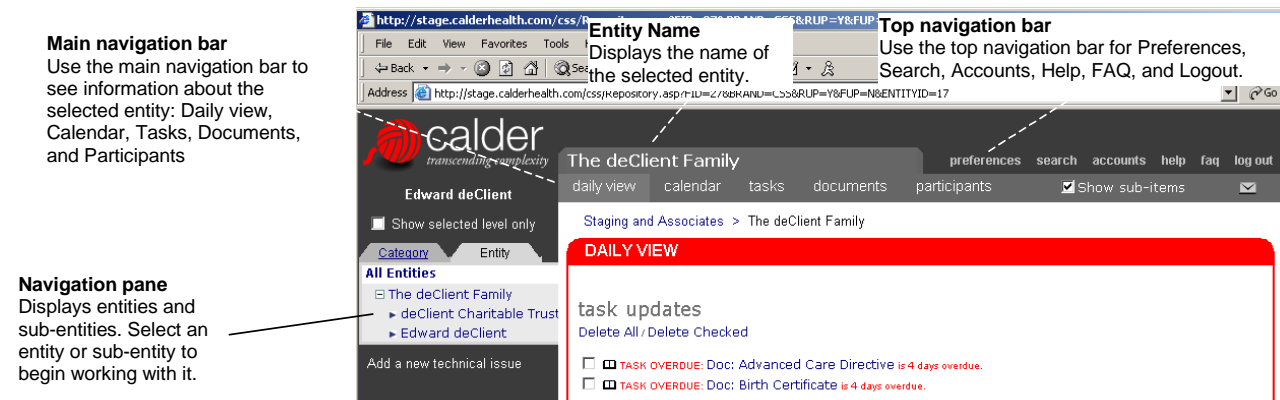 Main navigation bar
Use the main navigation bar to
see information about the
selected entity: Daily view,
Calendar, Tasks, Documents,
and Participants
Navigation pane
Displays entities and
sub-entities. Select an
entity or sub-entity to
begin working with it.
Entity Name
Displays the name of
the selected entity.
Top navigation bar
Use the top navigation bar for Preferences,
Search, Accounts, Help, FAQ, and Logout.
http://stage.calderhealth.com/css/
File Edit View Favorites Tools
Back
Address http://stage.calderhealth.com/css/Repository.asp?FID=27&BRAND=CSS&RUP=Y&FUP=N&ENTITYID=17 Go
calder
transcending complexity
The deClient Family
preferences search accounts help faq log out
Edward deClient
daily view calendar tasks documents participants Show sub-items
Show selected level only
Staging and Associates > The deClient Family
Category Entity
DAILY VIEW
All Entities
The deClient Family
deClient Charitable Trust
Edward deClient
Add a new technical issue
task updates
Delete All / Delete Checked
TASK OVERDUE: Doc: Advanced Care Directive is 4 days overdue.
TASK OVERDUE: Doc: Birth Certificate is 4 days overdue.